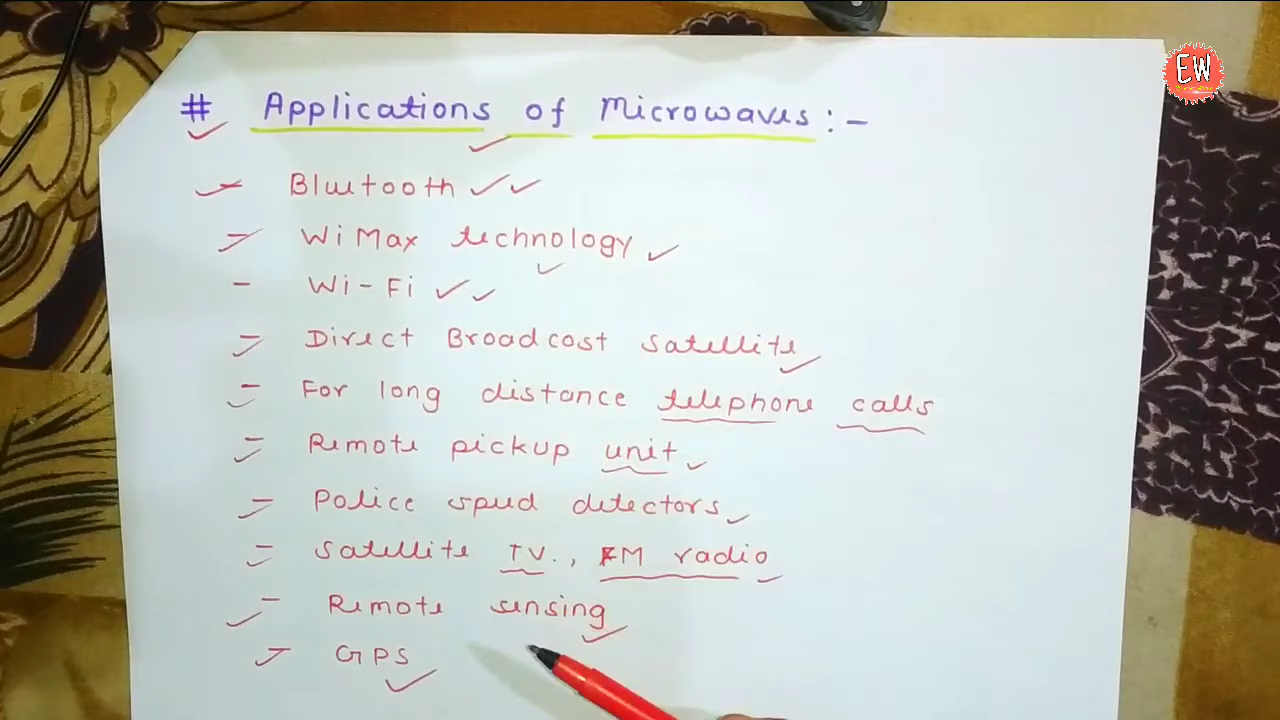 # Applications of Microwaves :-
- Bluetooth
- WiMax technology
- Wi-Fi
- Direct Broadcost satellite
- For long distance telephone calls
- Remote pickup unit
- Police speed detectors
- Satellite TV., FM radio
- Remote sensing
- GPS
EW